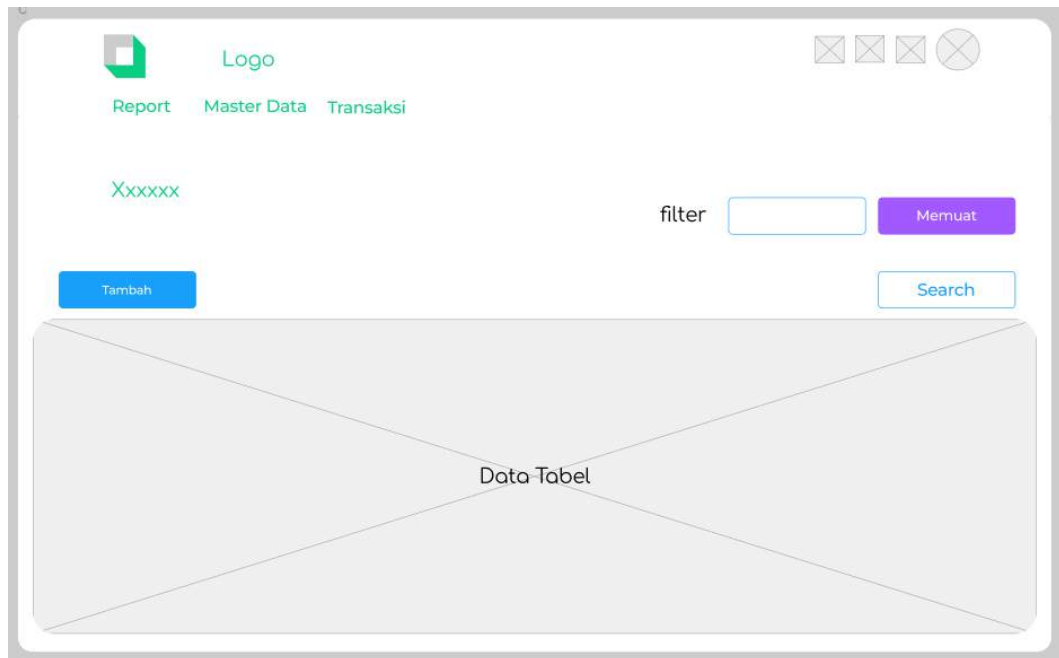 Logo
Report Master Data Transaksi
Xxxxxx
filter Memuat
Tambah Search
Data Tabel